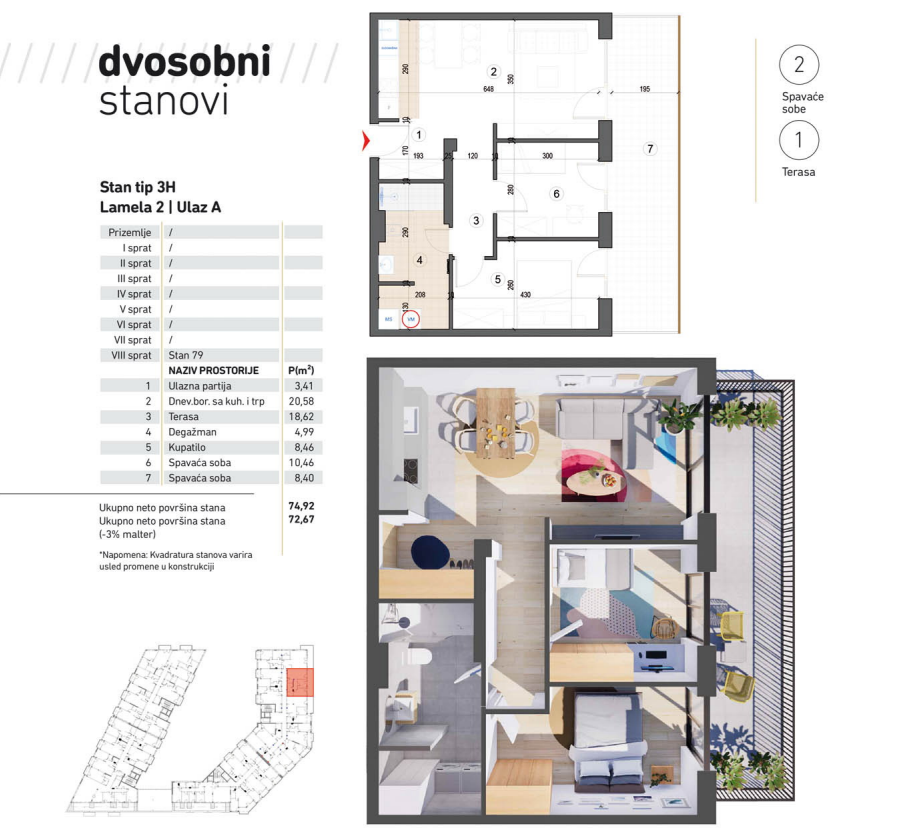 dvosobni
stanovi
Stan tip 3H
Lamela 2 | Ulaz A
Prizemlje /
I sprat /
II sprat /
III sprat /
IV sprat /
V sprat /
VI sprat /
VII sprat /
VIII sprat Stan 79
NAZIV PROSTORIJE P(m²)
1 Ulazna partija 3,41
2 Dnev.bor. sa kuh. i trp 20,58
3 Terasa 18,62
4 Degažman 4,99
5 Kupatilo 8,46
6 Spavaća soba 10,46
7 Spavaća soba 8,40
Ukupno neto površina stana 74,92
Ukupno neto površina stana 72,67
(-3% malter)
*Napomena: Kvadratura stanova varira
usled promene u konstrukciji
2
Spavaće
sobe
1
Terasa
290
2
350
648
195
10
1
170
193
25
120
300
7
280
6
3
290
4
5
260
208
430
130
MS
VM